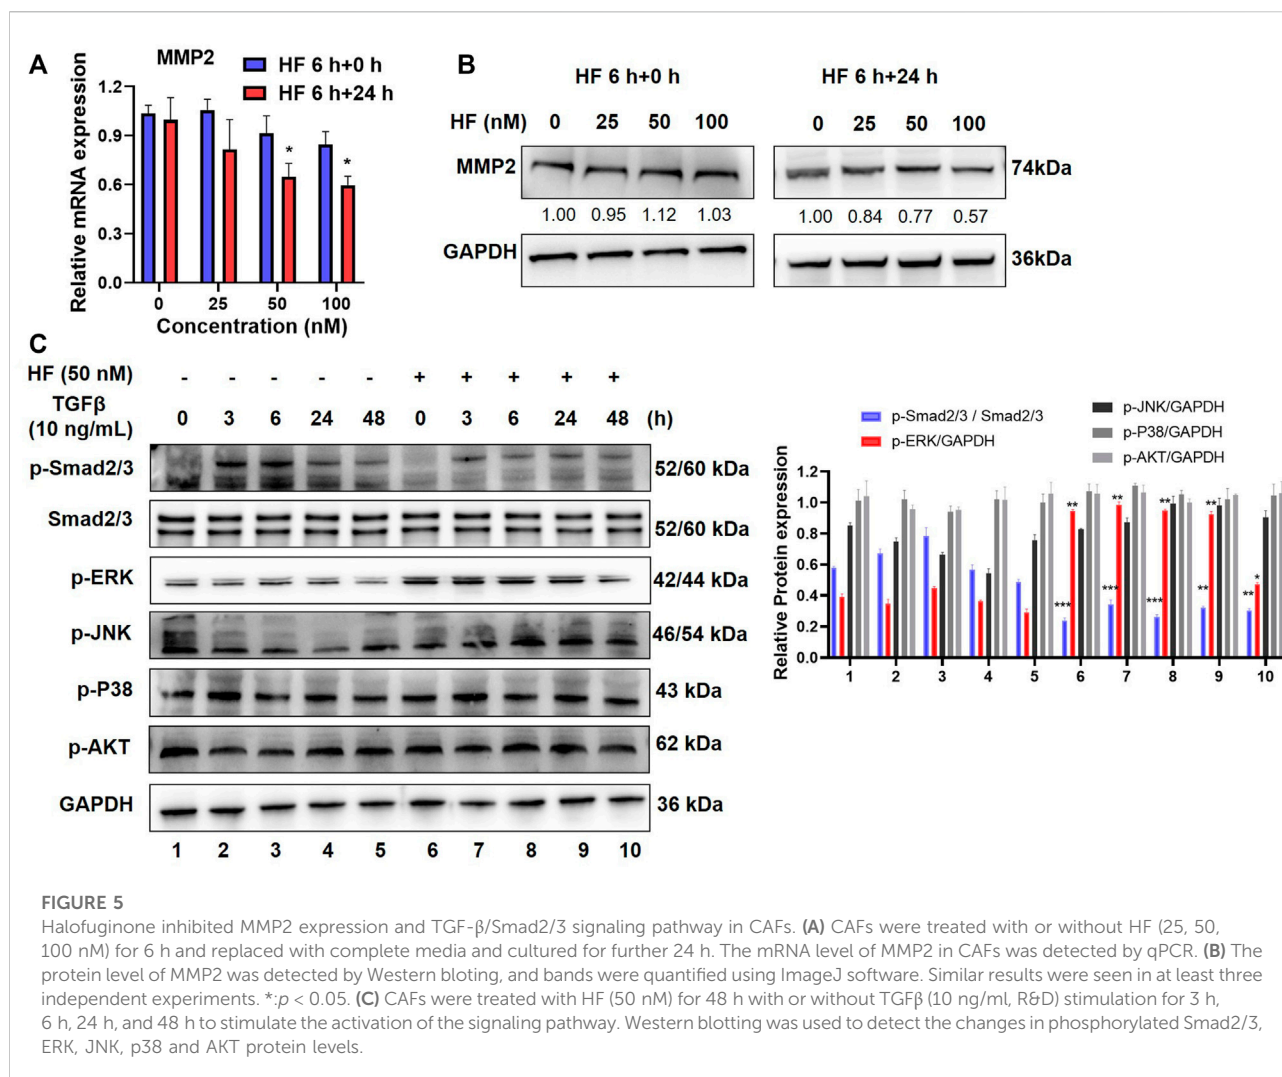 A
MMP2
HF 6 h+0 h
HF 6 h+24 h
Relative mRNA expression
1.2
0.9
0.6
0.3
0.0
*
*
0 25 50 100
Concentration (nM)
B
HF 6 h+0 h HF 6 h+24 h
HF (nM) 0 25 50 100 0 25 50 100
MMP2 74kDa
1.00 0.95 1.12 1.03 1.00 0.84 0.77 0.57
GAPDH 36kDa
C
HF (50 nM) - - - - - + + + + +
TGFβ
(10 ng/mL)
0 3 6 24 48 0 3 6 24 48 (h)
p-Smad2/3 52/60 kDa
Smad2/3 52/60 kDa
p-ERK 42/44 kDa
p-JNK 46/54 kDa
p-P38 43 kDa
p-AKT 62 kDa
GAPDH 36 kDa
1 2 3 4 5 6 7 8 9 10
p-Smad2/3 / Smad2/3
p-ERK/GAPDH
p-JNK/GAPDH
p-P38/GAPDH
p-AKT/GAPDH
Relative Protein expression
1.2
1.0
0.8
0.6
0.4
0.2
0.0
** ** ** ** *
*** *** *** ** **
1 2 3 4 5 6 7 8 9 10
FIGURE 5
Halofuginone inhibited MMP2 expression and TGF-β/Smad2/3 signaling pathway in CAFs. (A) CAFs were treated with or without HF (25, 50,
100 nM) for 6 h and replaced with complete media and cultured for further 24 h. The mRNA level of MMP2 in CAFs was detected by qPCR. (B) The
protein level of MMP2 was detected by Western bloting, and bands were quantified using ImageJ software. Similar results were seen in at least three
independent experiments. *:p < 0.05. (C) CAFs were treated with HF (50 nM) for 48 h with or without TGFβ (10 ng/ml, R&D) stimulation for 3 h,
6 h, 24 h, and 48 h to stimulate the activation of the signaling pathway. Western blotting was used to detect the changes in phosphorylated Smad2/3,
ERK, JNK, p38 and AKT protein levels.